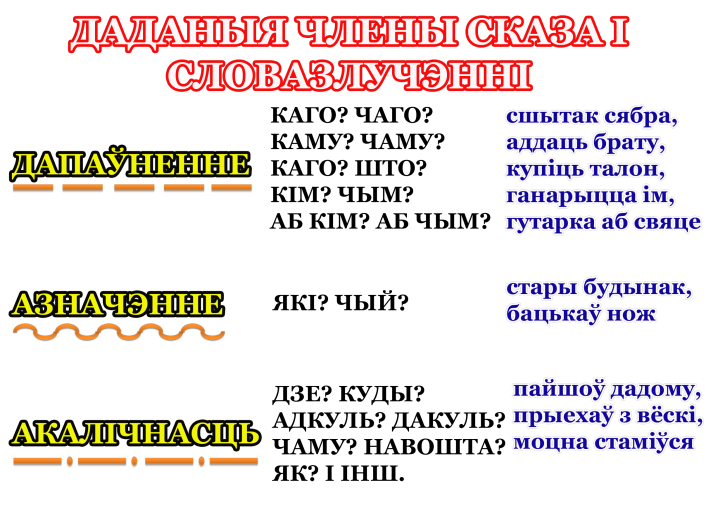 ДАДАНЫЯ ЧЛЕНЫ СКАЗА І
СЛОВАЗЛУЧЭННІ
ДАПАЎНЕННЕ
КАГО? ЧАГО?
КАМУ? ЧАМУ?
КАГО? ШТО?
КІМ? ЧЫМ?
АБ КІМ? АБ ЧЫМ?
сшытак сябра,
аддаць брату,
купіць талон,
ганарыцца ім,
гутарка аб свяце
АЗНАЧЭННЕ
ЯКІ? ЧЫЙ?
стары будынак,
бацькаў нож
АКАЛІЧНАСЦЬ
ДЗЕ? КУДЫ?
АДКУЛЬ? ДАКУЛЬ?
ЧАМУ? НАВОШТА?
ЯК? І ІНШ.
пайшоў дадому,
прыехаў з вёскі,
моцна стаміўся